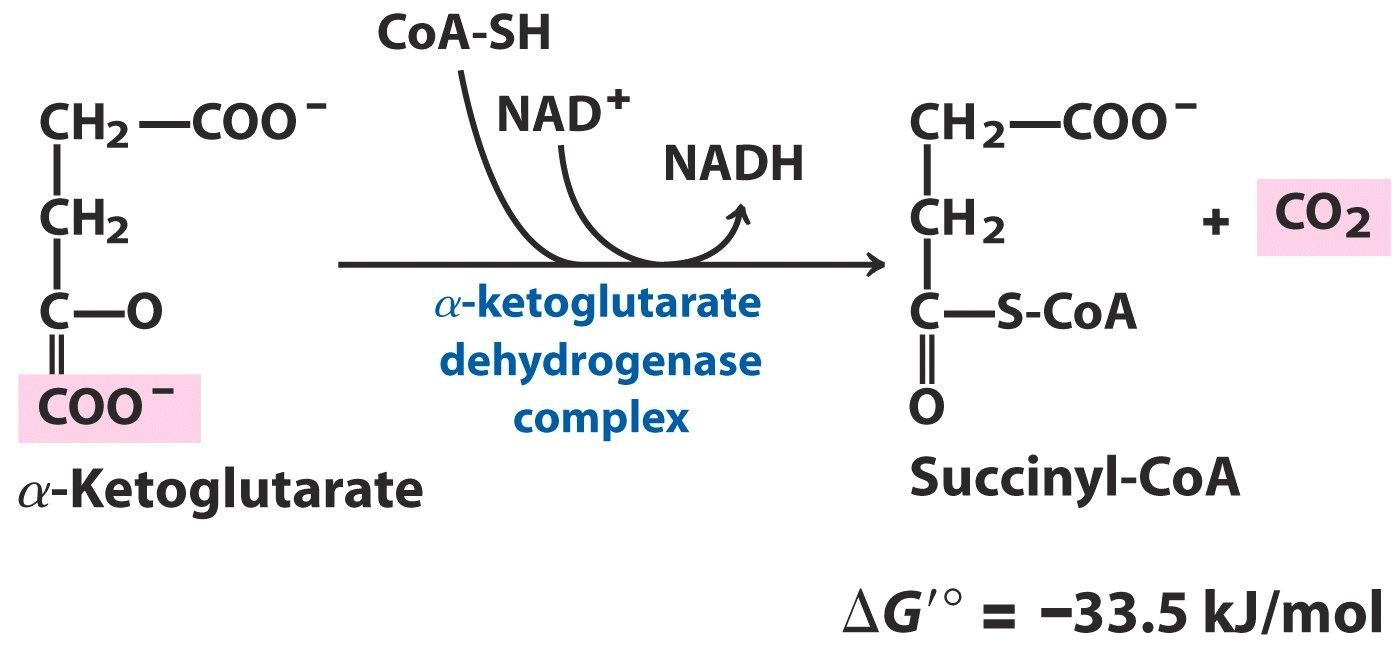 CoA-SH
NAD⁺
NADH
CH₂—COO⁻
CH₂
C—O
COO⁻
α-Ketoglutarate
α-ketoglutarate
dehydrogenase
complex
CH₂—COO⁻
CH₂
C—S-CoA
O
Succinyl-CoA
+ CO₂
ΔG′° = −33.5 kJ/mol